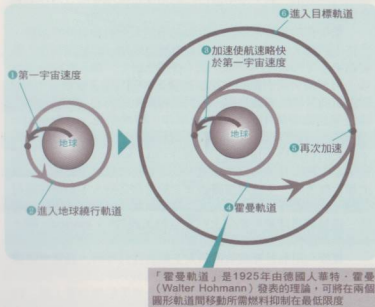 ❶第一宇宙速度
地球
❷進入地球繞行軌道
❸加速使航速略快
於第一宇宙速度
地球
❹霍曼軌道
❺再次加速
❻進入目標軌道
「霍曼軌道」是1925年由德國人華特．霍曼
(Walter Hohmann) 發表的理論，可將在兩個
圓形軌道間移動所需燃料抑制在最低限度